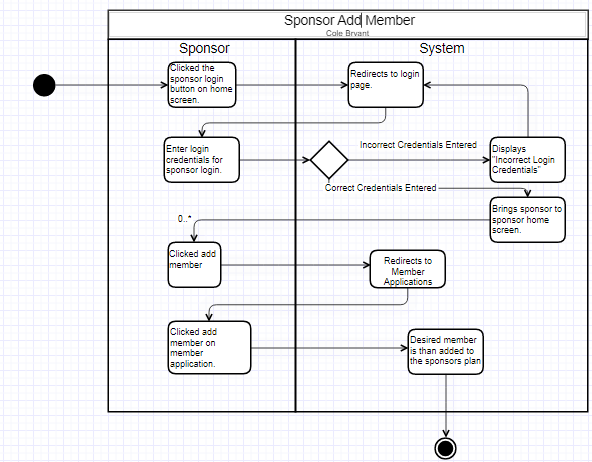 Sponsor Add Member
Cole Bryant
Sponsor
System
Clicked the
sponsor login
button on home
screen.
Redirects to login
page.
Enter login
credentials for
sponsor login.
Incorrect Credentials Entered
Displays
"Incorrect Login
Credentials"
Correct Credentials Entered
Brings sponsor to
sponsor home
screen.
0..*
Clicked add
member
Redirects to
Member
Applications
Clicked add
member on
member
application.
Desired member
is than added to
the sponsors plan